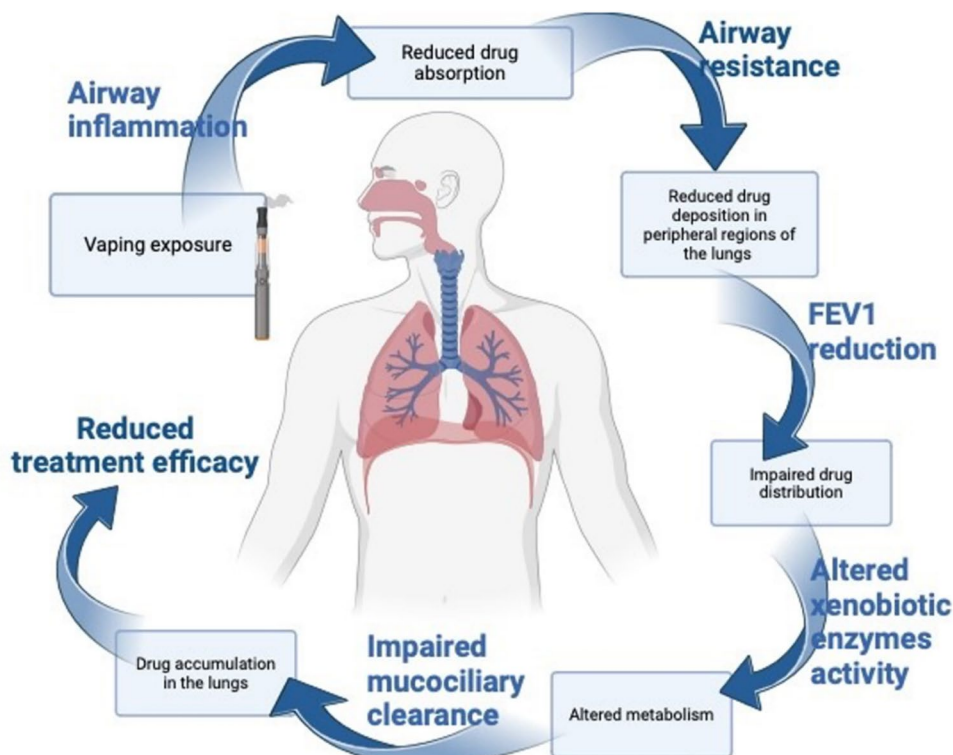 Airway
inflammation
Reduced drug
absorption
Airway
resistance
Vaping exposure
Reduced drug
deposition in
peripheral regions of
the lungs
FEV1
reduction
Impaired drug
distribution
Altered
xenobiotic
enzymes
activity
Altered metabolism
Impaired
mucociliary
clearance
Drug accumulation
in the lungs
Reduced
treatment efficacy